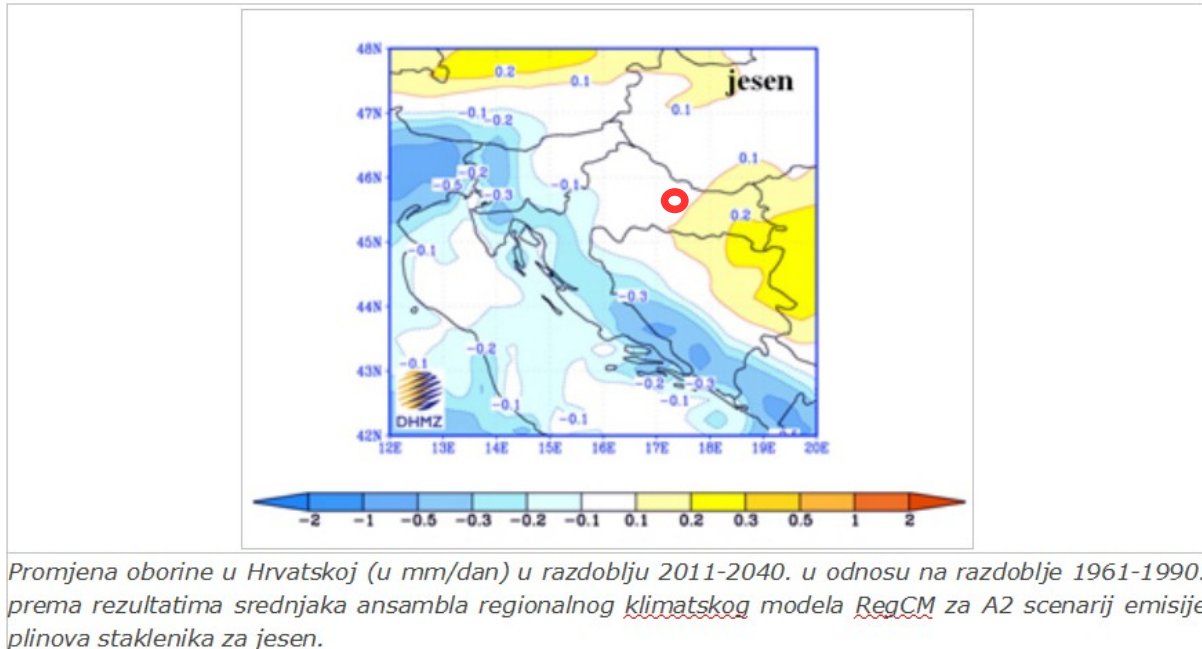 48N
0.2
0.1
jesen
0.1
47N
-0.1
-0.2
0.1
46N
-0.2
-0.5
-0.3
-0.1
0.2
45N
-0.1
44N
-0.3
43N
-0.2
-0.1
-0.2
-0.3
-0.1
-0.1
-0.1
DHMZ
42N
12E 13E 14E 15E 16E 17E 18E 19E 20E
-2 -1 -0.5 -0.3 -0.2 -0.1 0.1 0.2 0.3 0.5 1 2
Promjena oborine u Hrvatskoj (u mm/dan) u razdoblju 2011-2040. u odnosu na razdoblje 1961-1990.
prema rezultatima srednjaka ansambla regionalnog klimatskog modela RegCM za A2 scenarij emisije
plinova staklenika za jesen.